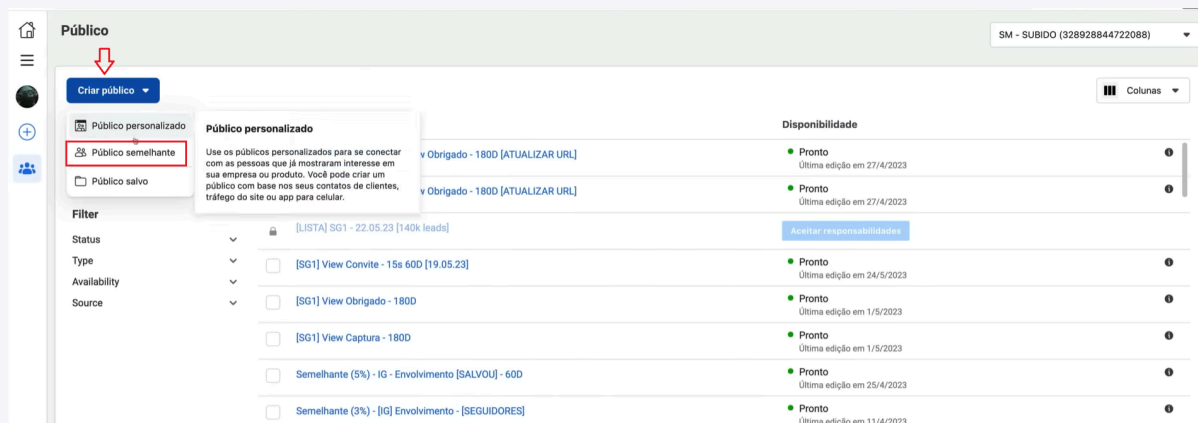 Público
SM - SUBIDO (328928844722088)
Criar público
Colunas
Público personalizado
Público semelhante
Público salvo
Público personalizado
Use os públicos personalizados para se conectar
com as pessoas que já mostraram interesse em
sua empresa ou produto. Você pode criar um
público com base nos seus contatos de clientes,
tráfego do site ou app para celular.
Filter
Status
Type
Availability
Source
Disponibilidade
Obrigado - 180D [ATUALIZAR URL]
Pronto
Última edição em 27/4/2023
Obrigado - 180D [ATUALIZAR URL]
Pronto
Última edição em 27/4/2023
[LISTA] SG1 - 22.05.23 [140k leads]
Aceitar responsabilidades
[SG1] View Convite - 15s 60D [19.05.23]
Pronto
Última edição em 24/5/2023
[SG1] View Obrigado - 180D
Pronto
Última edição em 1/5/2023
[SG1] View Captura - 180D
Pronto
Última edição em 1/5/2023
Semelhante (5%) - IG - Envolvimento [SALVOU] - 60D
Pronto
Última edição em 25/4/2023
Semelhante (3%) - [IG] Envolvimento - [SEGUIDORES]
Pronto
Última edição em 11/4/2023